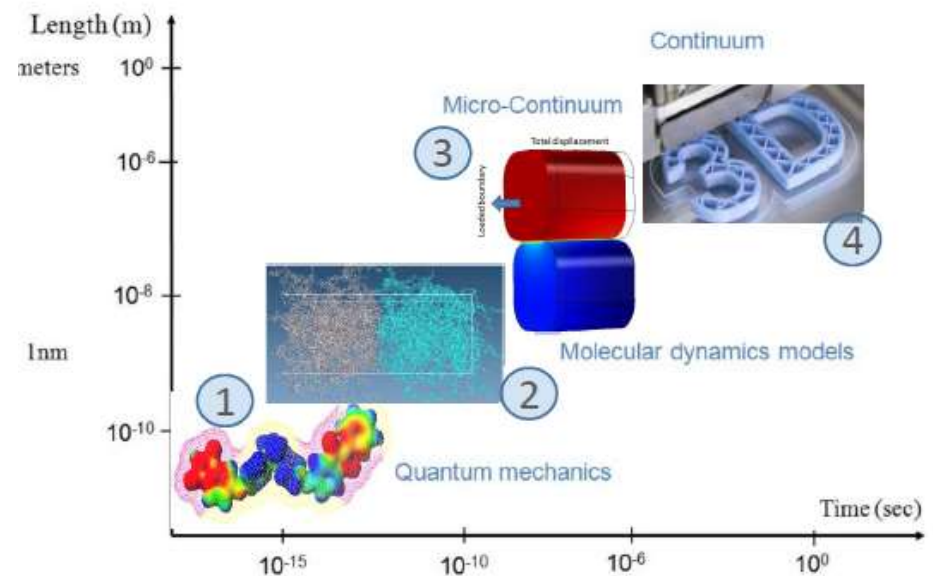 Length (m)
meters
10⁰
10⁻⁶
10⁻⁸
1nm
10⁻¹⁰
Continuum
Micro-Continuum
3
Total displacement
Loaded boundary
3D
4
Molecular dynamics models
2
1
Quantum mechanics
Time (sec)
10⁻¹⁵
10⁻¹⁰
10⁻⁶
10⁰